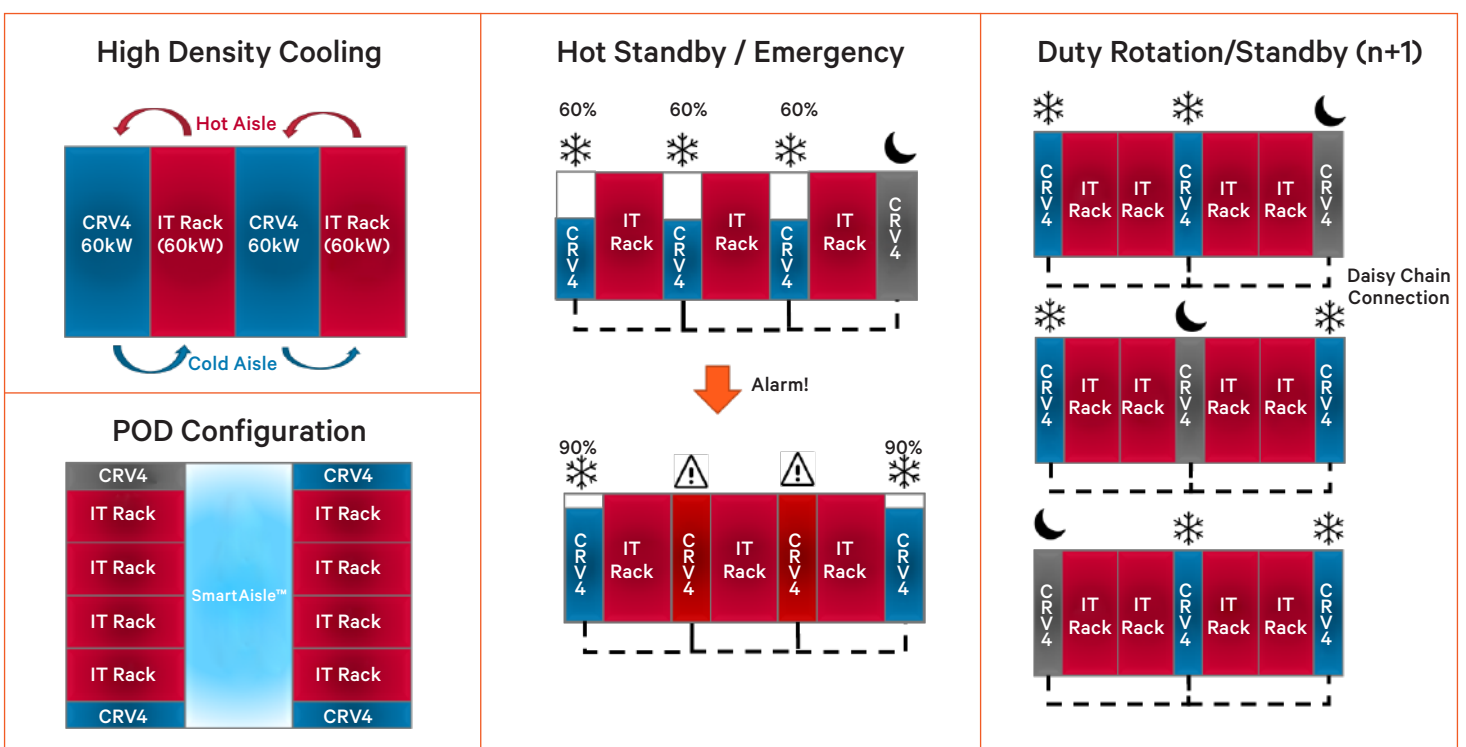 High Density Cooling
Hot Aisle
CRV4
60kW
IT Rack
(60kW)
CRV4
60kW
IT Rack
(60kW)
Cold Aisle
POD Configuration
CRV4
IT Rack
IT Rack
IT Rack
IT Rack
CRV4
SmartAisle™
CRV4
IT Rack
IT Rack
IT Rack
IT Rack
CRV4
Hot Standby / Emergency
60%
60%
60%
CRV4
IT
Rack
CRV4
IT
Rack
CRV4
IT
Rack
CRV4
Alarm!
90%
90%
CRV4
IT
Rack
CRV4
IT
Rack
CRV4
IT
Rack
CRV4
Duty Rotation/Standby (n+1)
CRV4
IT
Rack
IT
Rack
CRV4
IT
Rack
IT
Rack
CRV4
Daisy Chain
Connection
CRV4
IT
Rack
IT
Rack
CRV4
IT
Rack
IT
Rack
CRV4
CRV4
IT
Rack
IT
Rack
CRV4
IT
Rack
IT
Rack
CRV4